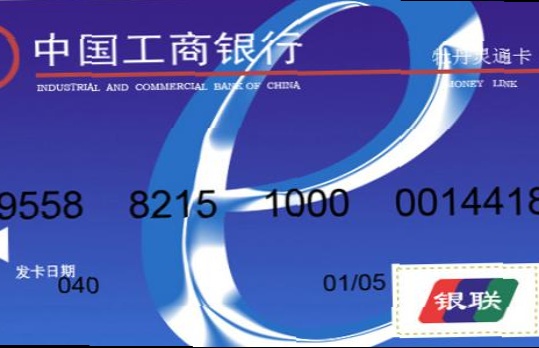 中国工商银行
INDUSTRIAL AND COMMERCIAL BANK OF CHINA
牡丹灵通卡
MONEY LINK
9558 8215 1000 0014418
发卡日期
040 01/05
银联